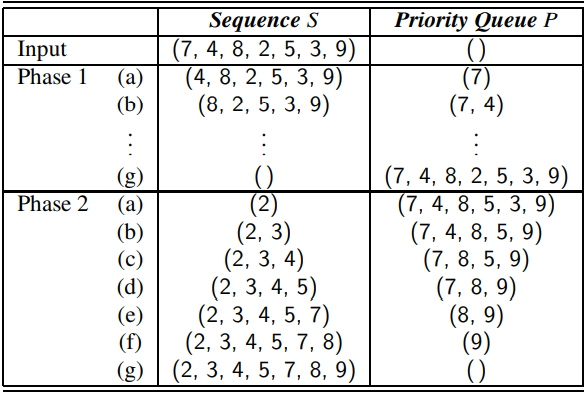 Sequence S Priority Queue P
Input (7, 4, 8, 2, 5, 3, 9) ()
Phase 1 (a) (4, 8, 2, 5, 3, 9) (7)
(b) (8, 2, 5, 3, 9) (7, 4)
⋮ ⋮ ⋮
(g) () (7, 4, 8, 2, 5, 3, 9)
Phase 2 (a) (2) (7, 4, 8, 5, 3, 9)
(b) (2, 3) (7, 4, 8, 5, 9)
(c) (2, 3, 4) (7, 8, 5, 9)
(d) (2, 3, 4, 5) (7, 8, 9)
(e) (2, 3, 4, 5, 7) (8, 9)
(f) (2, 3, 4, 5, 7, 8) (9)
(g) (2, 3, 4, 5, 7, 8, 9) ()